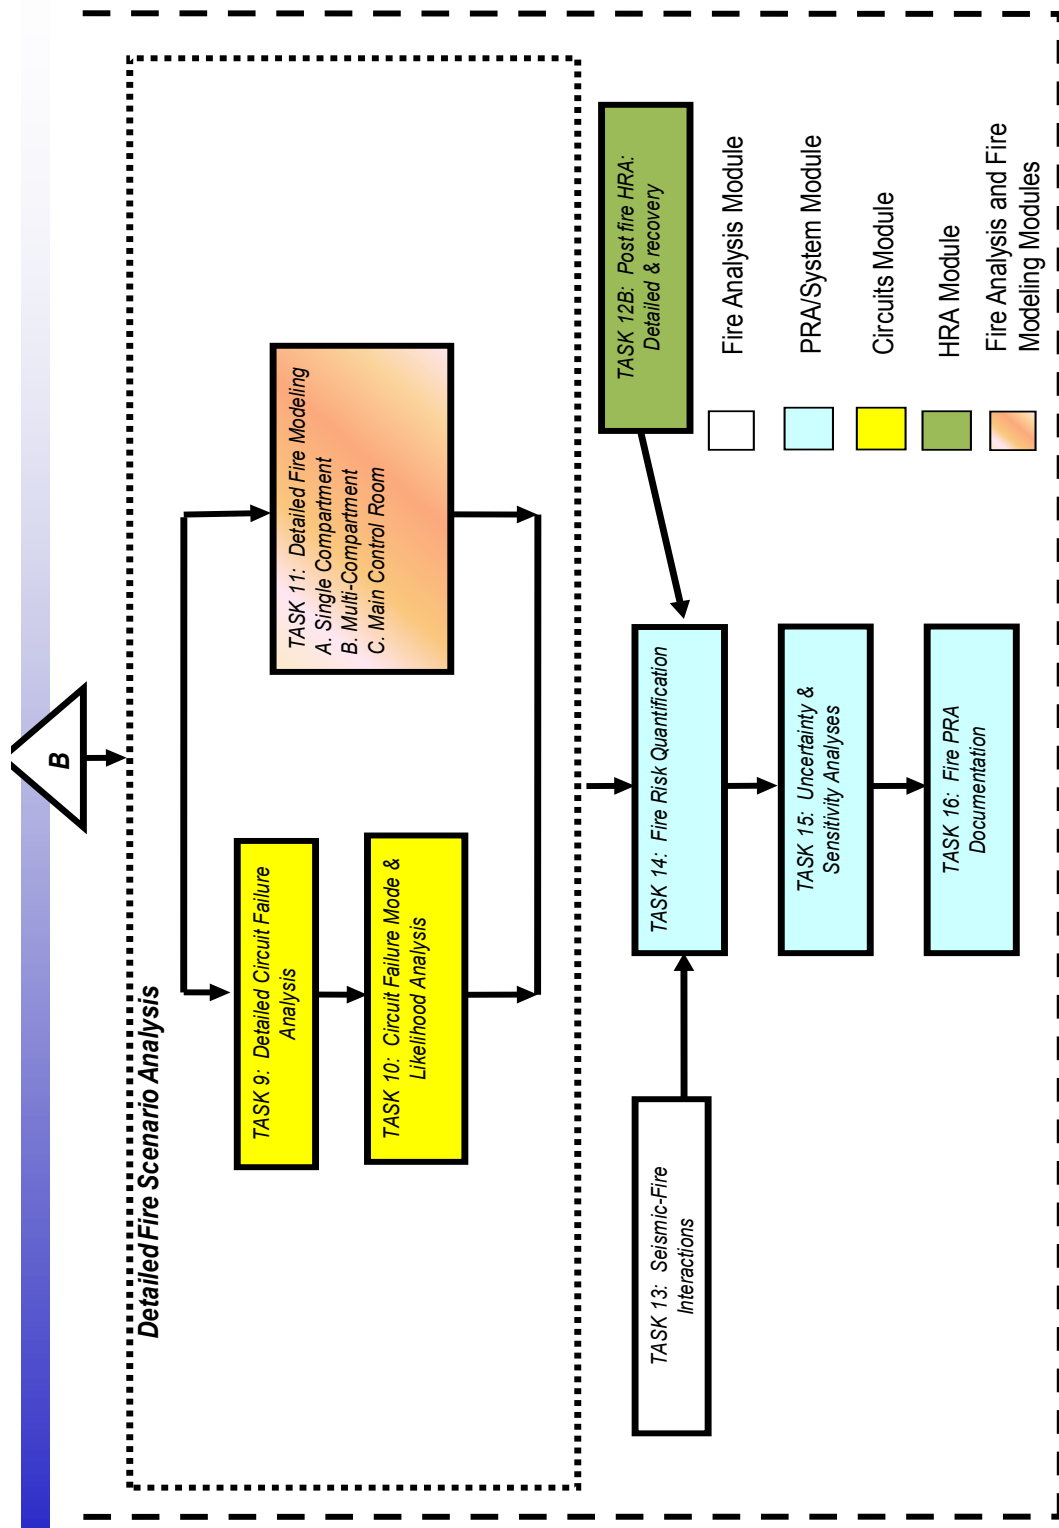 B
Detailed Fire Scenario Analysis
TASK 9: Detailed Circuit Failure
Analysis
TASK 10: Circuit Failure Mode &
Likelihood Analysis
TASK 11: Detailed Fire Modeling
A. Single Compartment
B. Multi-Compartment
C. Main Control Room
TASK 13: Seismic-Fire
Interactions
TASK 14: Fire Risk Quantification
TASK 12B: Post fire HRA:
Detailed & recovery
TASK 15: Uncertainty &
Sensitivity Analyses
TASK 16: Fire PRA
Documentation
Fire Analysis Module
PRA/System Module
Circuits Module
HRA Module
Fire Analysis and Fire
Modeling Modules